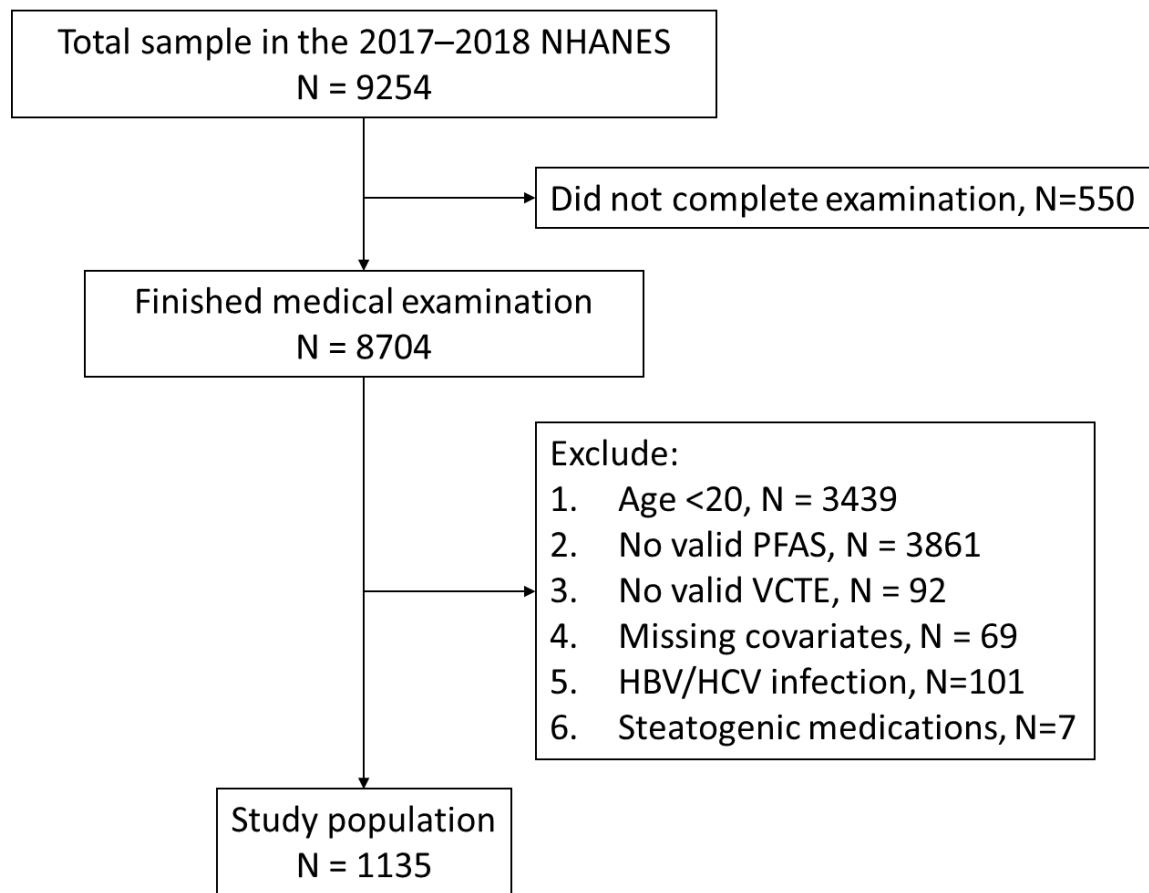 Total sample in the 2017–2018 NHANES
N = 9254
Did not complete examination, N=550
Finished medical examination
N = 8704
Exclude:
1. Age <20, N = 3439
2. No valid PFAS, N = 3861
3. No valid VCTE, N = 92
4. Missing covariates, N = 69
5. HBV/HCV infection, N=101
6. Steatogenic medications, N=7
Study population
N = 1135